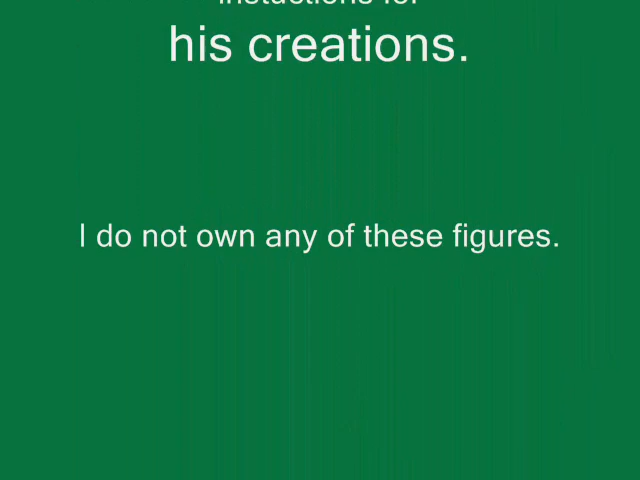 instuctions for
his creations.
I do not own any of these figures.